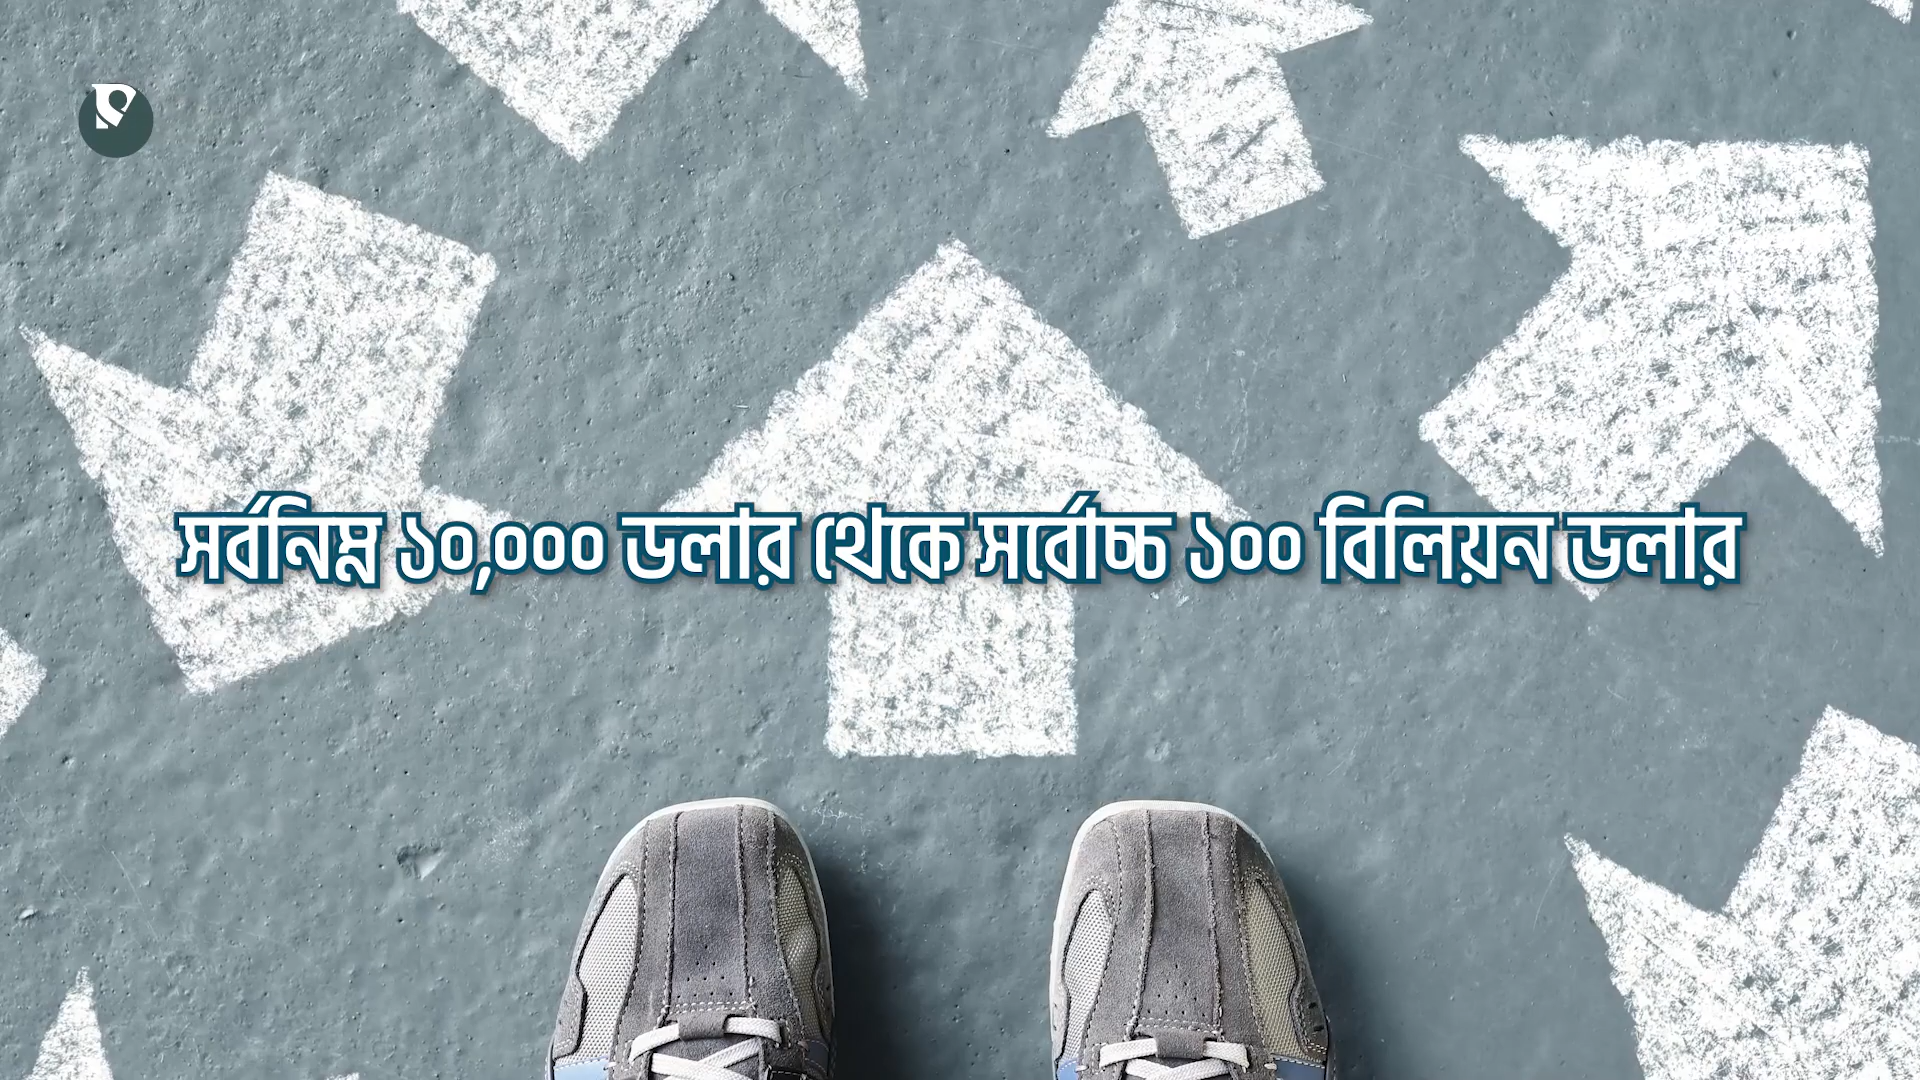 সর্বনিম্ন ১০,০০০ ডলার থেকে সর্বোচ্চ ১০০ বিলিয়ন ডলার